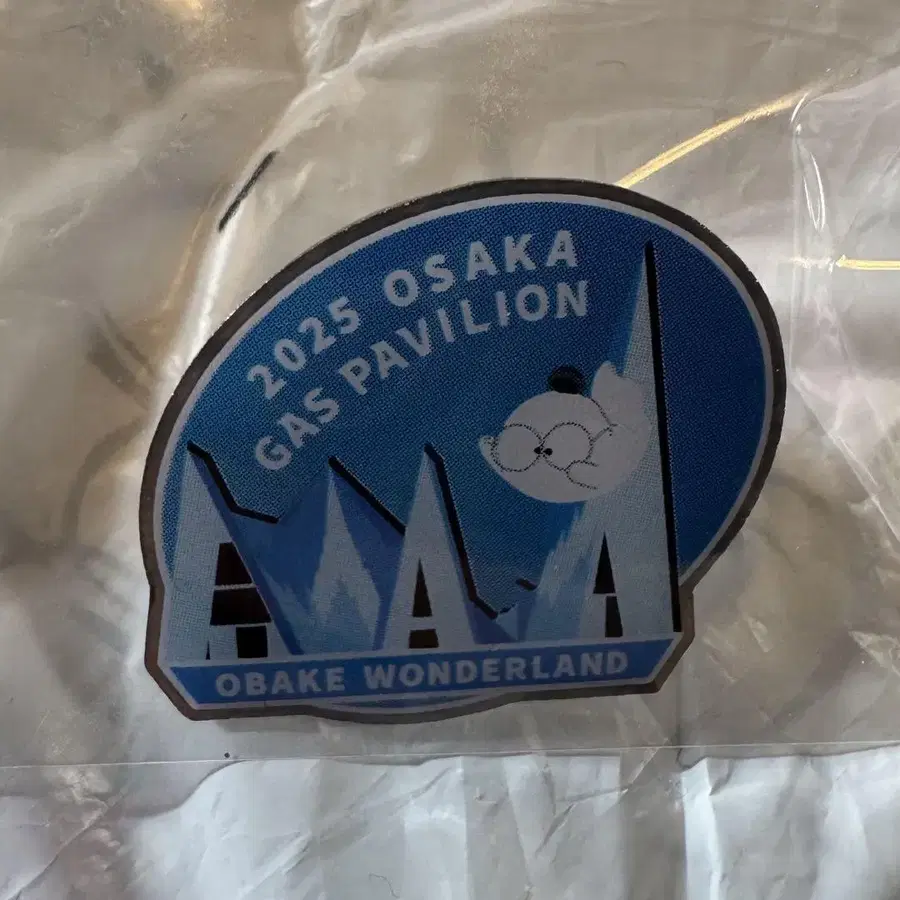 2025 OSAKA
GAS PAVILION
OBAKE WONDERLAND